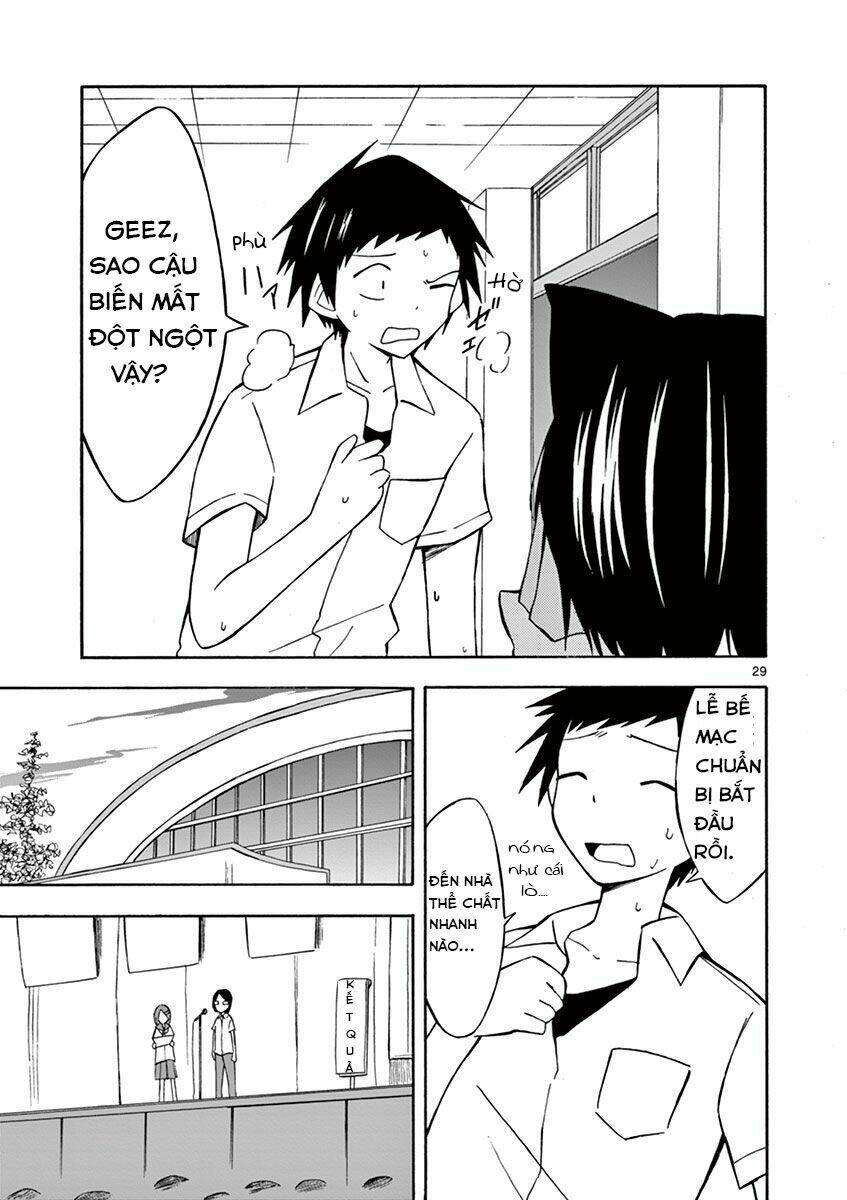 GEEZ,
SAO CẬU
BIẾN MẤT
ĐỘT NGỘT
VẬY?
Phù
Hờ
29
LỄ BẾ
MẠC
CHUẨN
BỊ BẮT
ĐẦU
RỒI.
nóng
như cái
lò....
ĐẾN NHÀ
THỂ CHẤT
NHANH
NÀO...
KẾT QUẢ